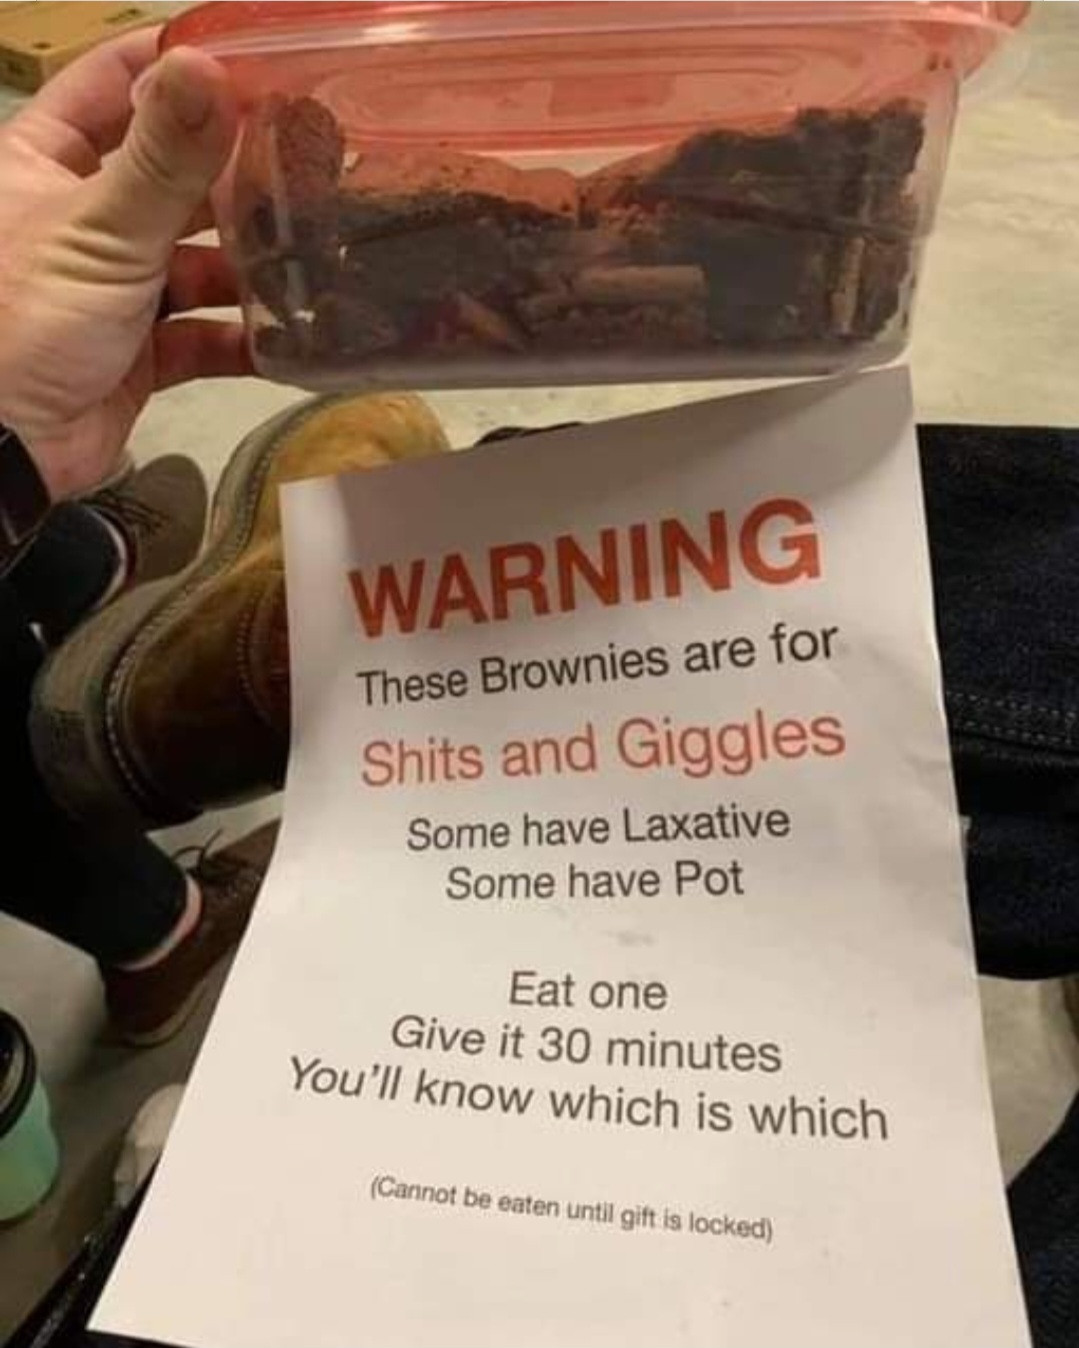 WARNING
These Brownies are for
Shits and Giggles
Some have Laxative
Some have Pot
Eat one
Give it 30 minutes
You'll know which is which
(Cannot be eaten until gift is locked)